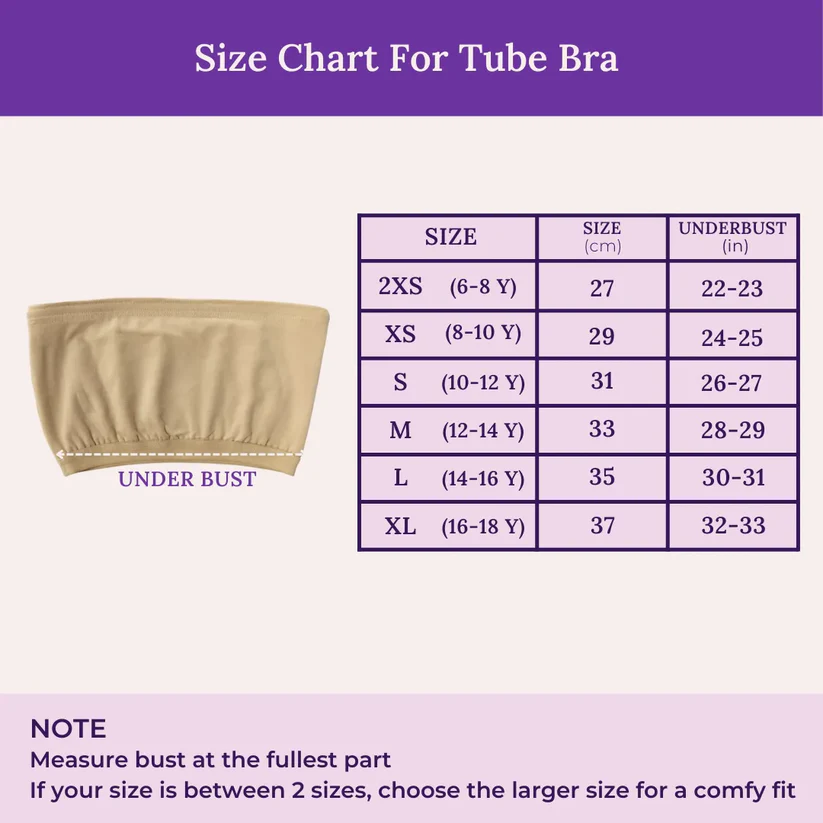 Size Chart For Tube Bra
SIZE SIZE (cm) UNDERBUST (in)
2XS (6-8 Y) 27 22-23
XS (8-10 Y) 29 24-25
S (10-12 Y) 31 26-27
M (12-14 Y) 33 28-29
L (14-16 Y) 35 30-31
XL (16-18 Y) 37 32-33
UNDER BUST
NOTE
Measure bust at the fullest part
If your size is between 2 sizes, choose the larger size for a comfy fit